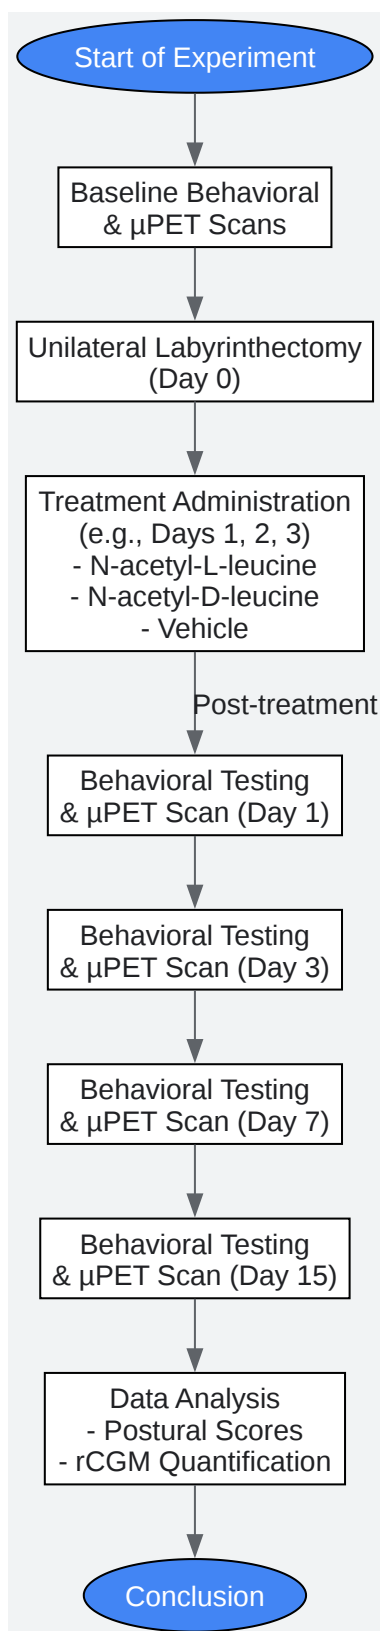 Start of Experiment
Baseline Behavioral
& µPET Scans
Unilateral Labyrinthectomy
(Day 0)
Treatment Administration
(e.g., Days 1, 2, 3)
- N-acetyl-L-leucine
- N-acetyl-D-leucine
- Vehicle
Post-treatment
Behavioral Testing
& µPET Scan (Day 1)
Behavioral Testing
& µPET Scan (Day 3)
Behavioral Testing
& µPET Scan (Day 7)
Behavioral Testing
& µPET Scan (Day 15)
Data Analysis
- Postural Scores
- rCGM Quantification
Conclusion